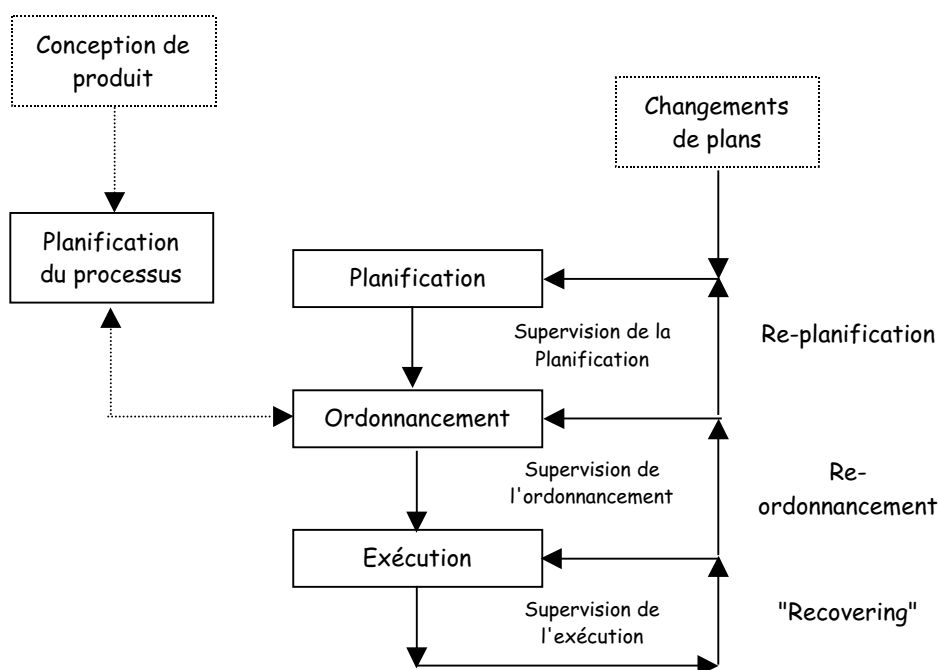 Conception de
produit
Changements
de plans
Planification
du processus
Planification
Supervision de la
Planification
Re-planification
Ordonnancement
Supervision de
l'ordonnancement
Re-
ordonnancement
Exécution
Supervision de
l'exécution
"Recovering"